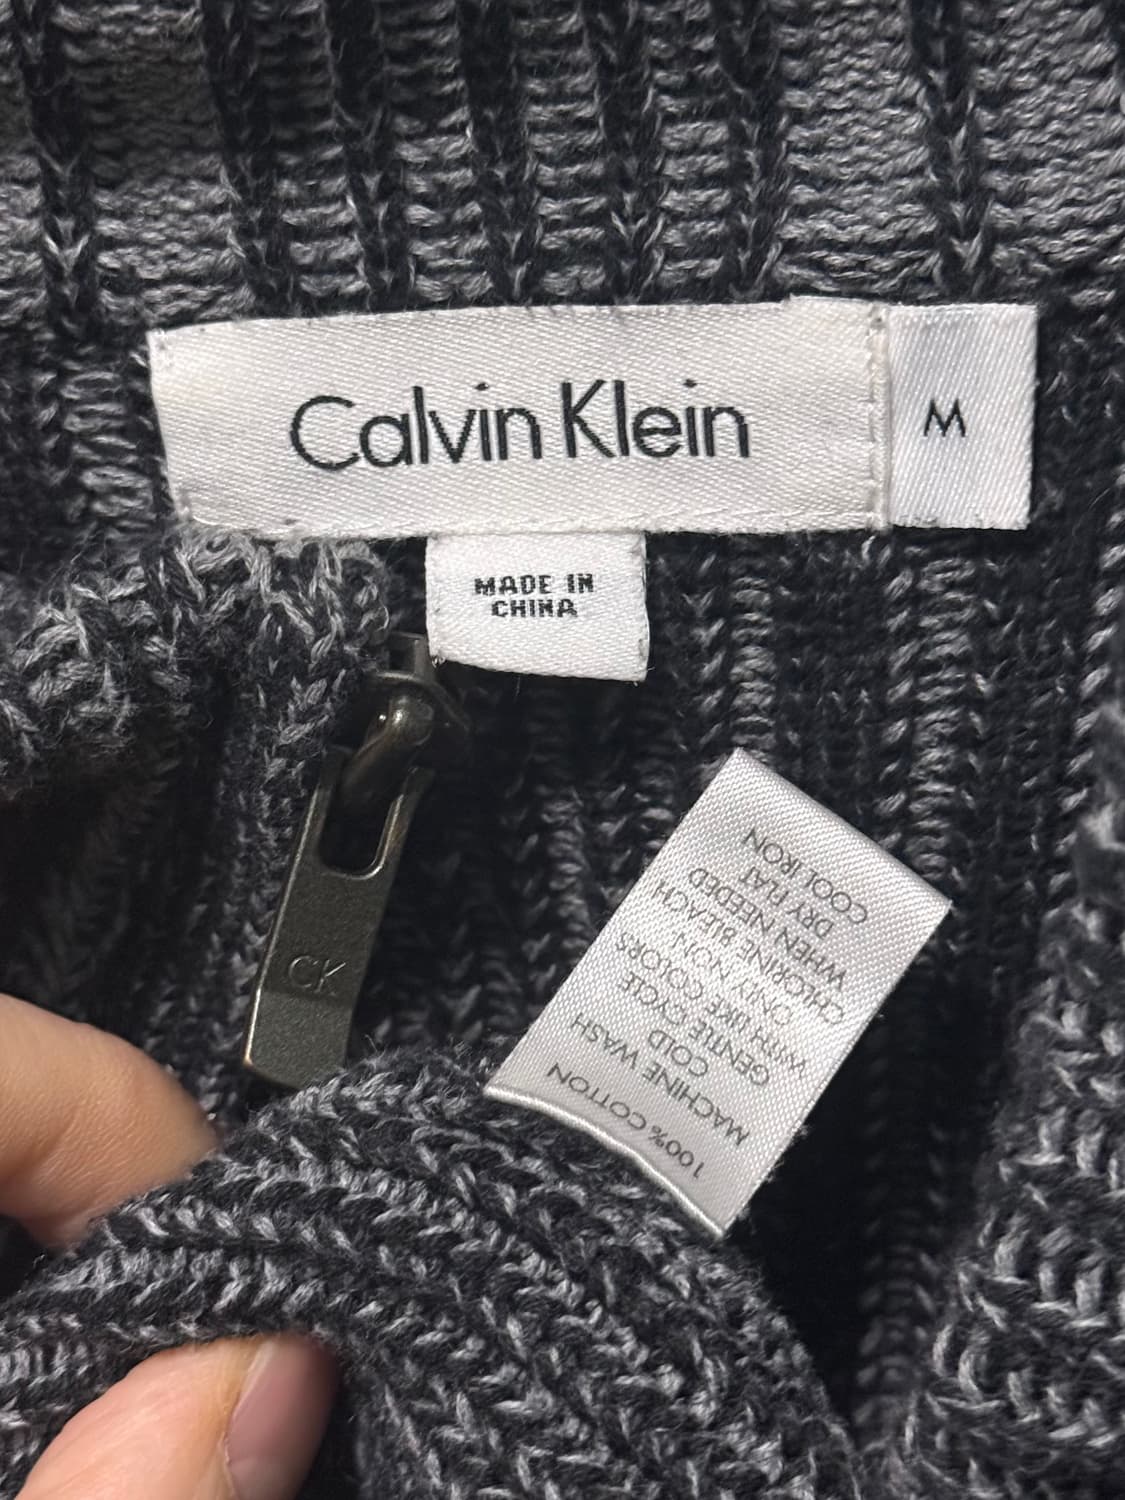 Calvin Klein
M
MADE IN
CHINA
CK
100% COTTON
MACHINE WASH
COLD
GENTLE CYCLE
WITH LIKE COLORS
ONLY NON-
CHLORINE BLEACH
WHEN NEEDED
DRY FLAT
COOL IRON